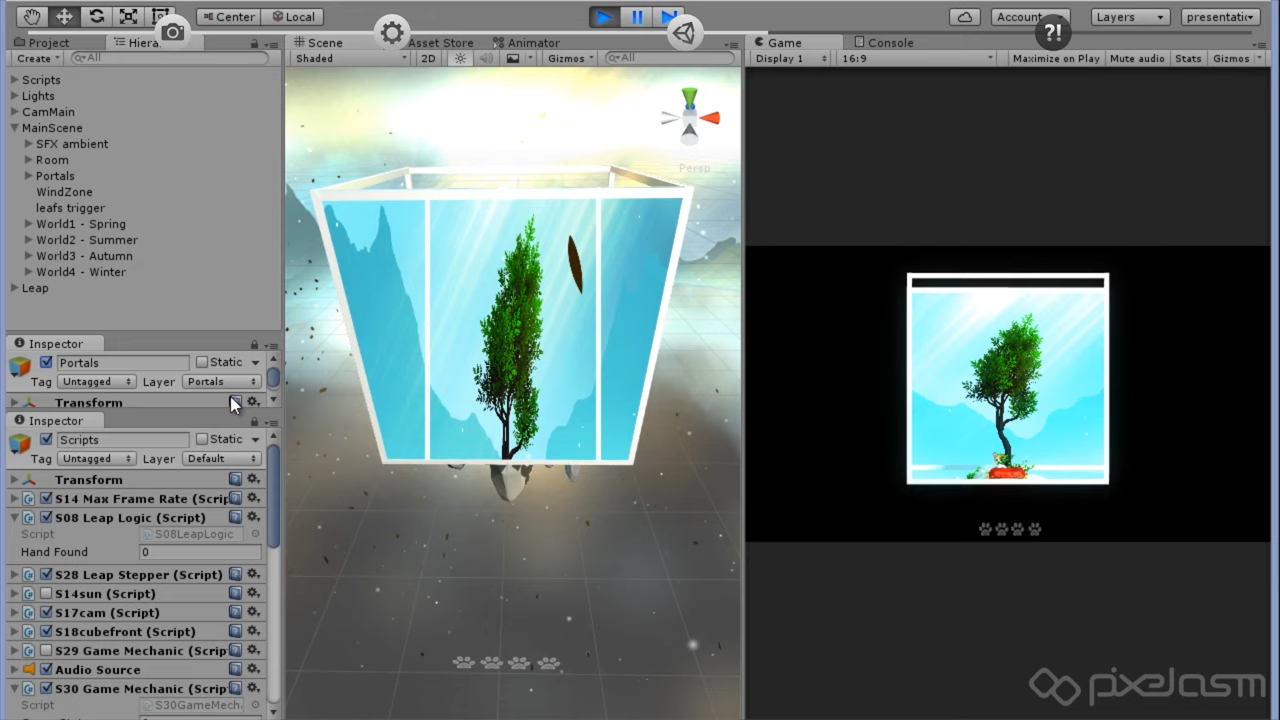 Center Local Account Layers presentati
Project Hiera Scene Asset Store Animator Game Console
?!
Create All Shaded 2D Gizmos All Display 1 16:9 Maximize on Play Mute audio Stats Gizmos
Scripts
Lights
CamMain
MainScene
SFX ambient
Room
Portals
WindZone
leafs trigger
World1 - Spring
World2 - Summer
World3 - Autumn
World4 - Winter
Leap
Persp
Inspector
Portals Static
Tag Untagged Layer Portals
Transform
Inspector
Scripts Static
Tag Untagged Layer Default
Transform
S14 Max Frame Rate (Scrip
S08 Leap Logic (Script)
Script S08LeapLogic
Hand Found 0
S28 Leap Stepper (Script)
S14sun (Script)
S17cam (Script)
S18cubefront (Script)
S29 Game Mechanic (Scrip
Audio Source
S30 Game Mechanic (Scrip
Script S30GameMech
pixelasm